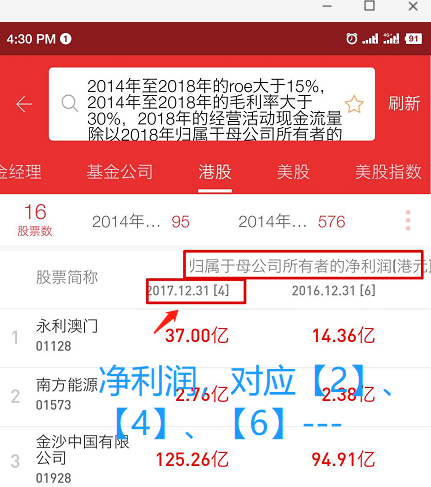 4:30 PM 1
91
2014年至2018年的roe大于15%,
2014年至2018年的毛利率大于
30%，2018年的经营活动现金流量
除以2018年归属于母公司所有者的
刷新
金经理 基金公司 港股 美股 美股指数
16
股票数
2014年... 95
2014年... 576
归属于母公司所有者的净利润(港元)
股票简称
2017.12.31 [4]
2016.12.31 [6]
1
永利澳门
01128
37.00亿
14.36亿
2
南方能源
01573
2.76亿
2.38亿
净利润，对应【2】、
【4】、【6】---
3
金沙中国有限
公司
01928
125.26亿
94.91亿